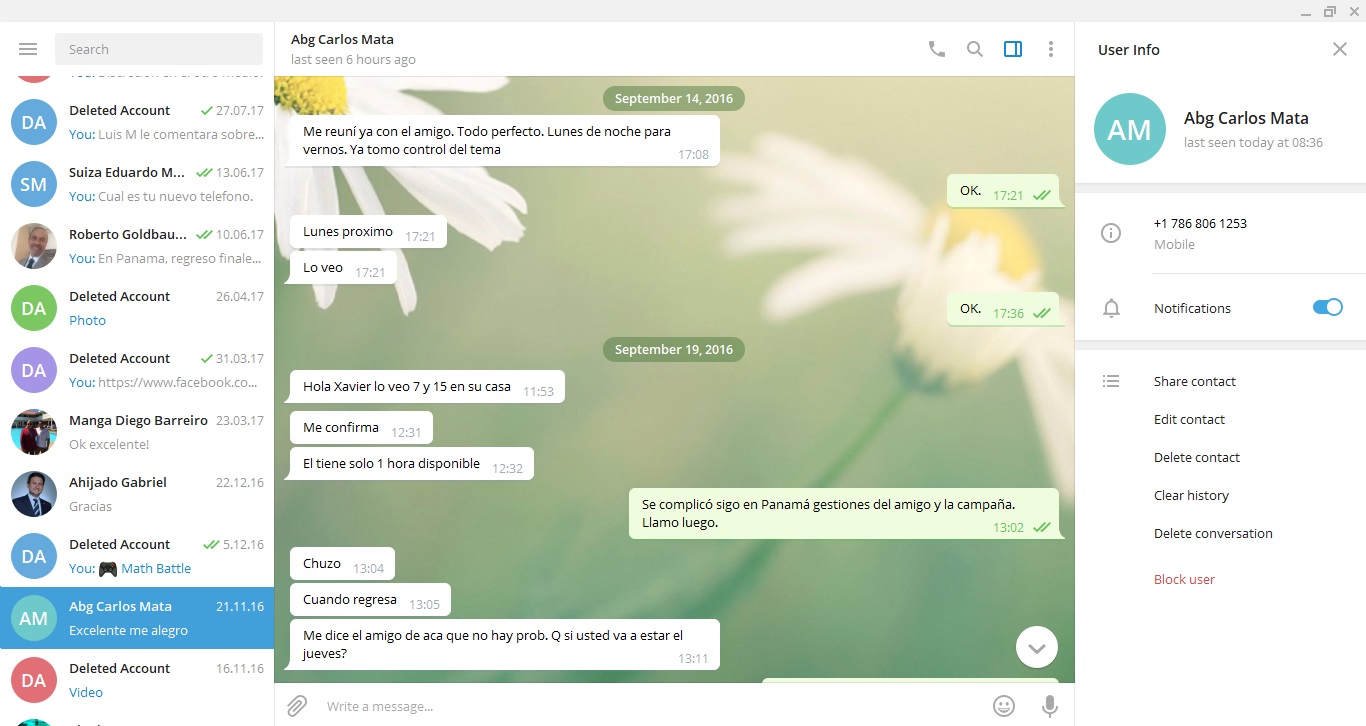 Search
You: Discreción en el otro medio.
DA
Deleted Account
27.07.17
You: Luis M le comentara sobre...
SM
Suiza Eduardo M...
13.06.17
You: Cual es tu nuevo telefono.
Roberto Goldbau...
10.06.17
You: En Panama, regreso finale...
DA
Deleted Account
26.04.17
Photo
DA
Deleted Account
31.03.17
You: https://www.facebook.co...
Manga Diego Barreiro
23.03.17
Ok excelente!
Ahijado Gabriel
22.12.16
Gracias
DA
Deleted Account
5.12.16
You: 🎮 Math Battle
AM
Abg Carlos Mata
21.11.16
Excelente me alegro
DA
Deleted Account
16.11.16
Video
Abg Carlos Mata
last seen 6 hours ago
September 14, 2016
Me reuní ya con el amigo. Todo perfecto. Lunes de noche para
vernos. Ya tomo control del tema
17:08
OK.
17:21
Lunes proximo
17:21
Lo veo
17:21
OK.
17:36
September 19, 2016
Hola Xavier lo veo 7 y 15 en su casa
11:53
Me confirma
12:31
El tiene solo 1 hora disponible
12:32
Se complicó sigo en Panamá gestiones del amigo y la campaña.
Llamo luego.
13:02
Chuzo
13:04
Cuando regresa
13:05
Me dice el amigo de aca que no hay prob. Q si usted va a estar el
jueves?
13:11
Write a message...
User Info
AM
Abg Carlos Mata
last seen today at 08:36
+1 786 806 1253
Mobile
Notifications
Share contact
Edit contact
Delete contact
Clear history
Delete conversation
Block user